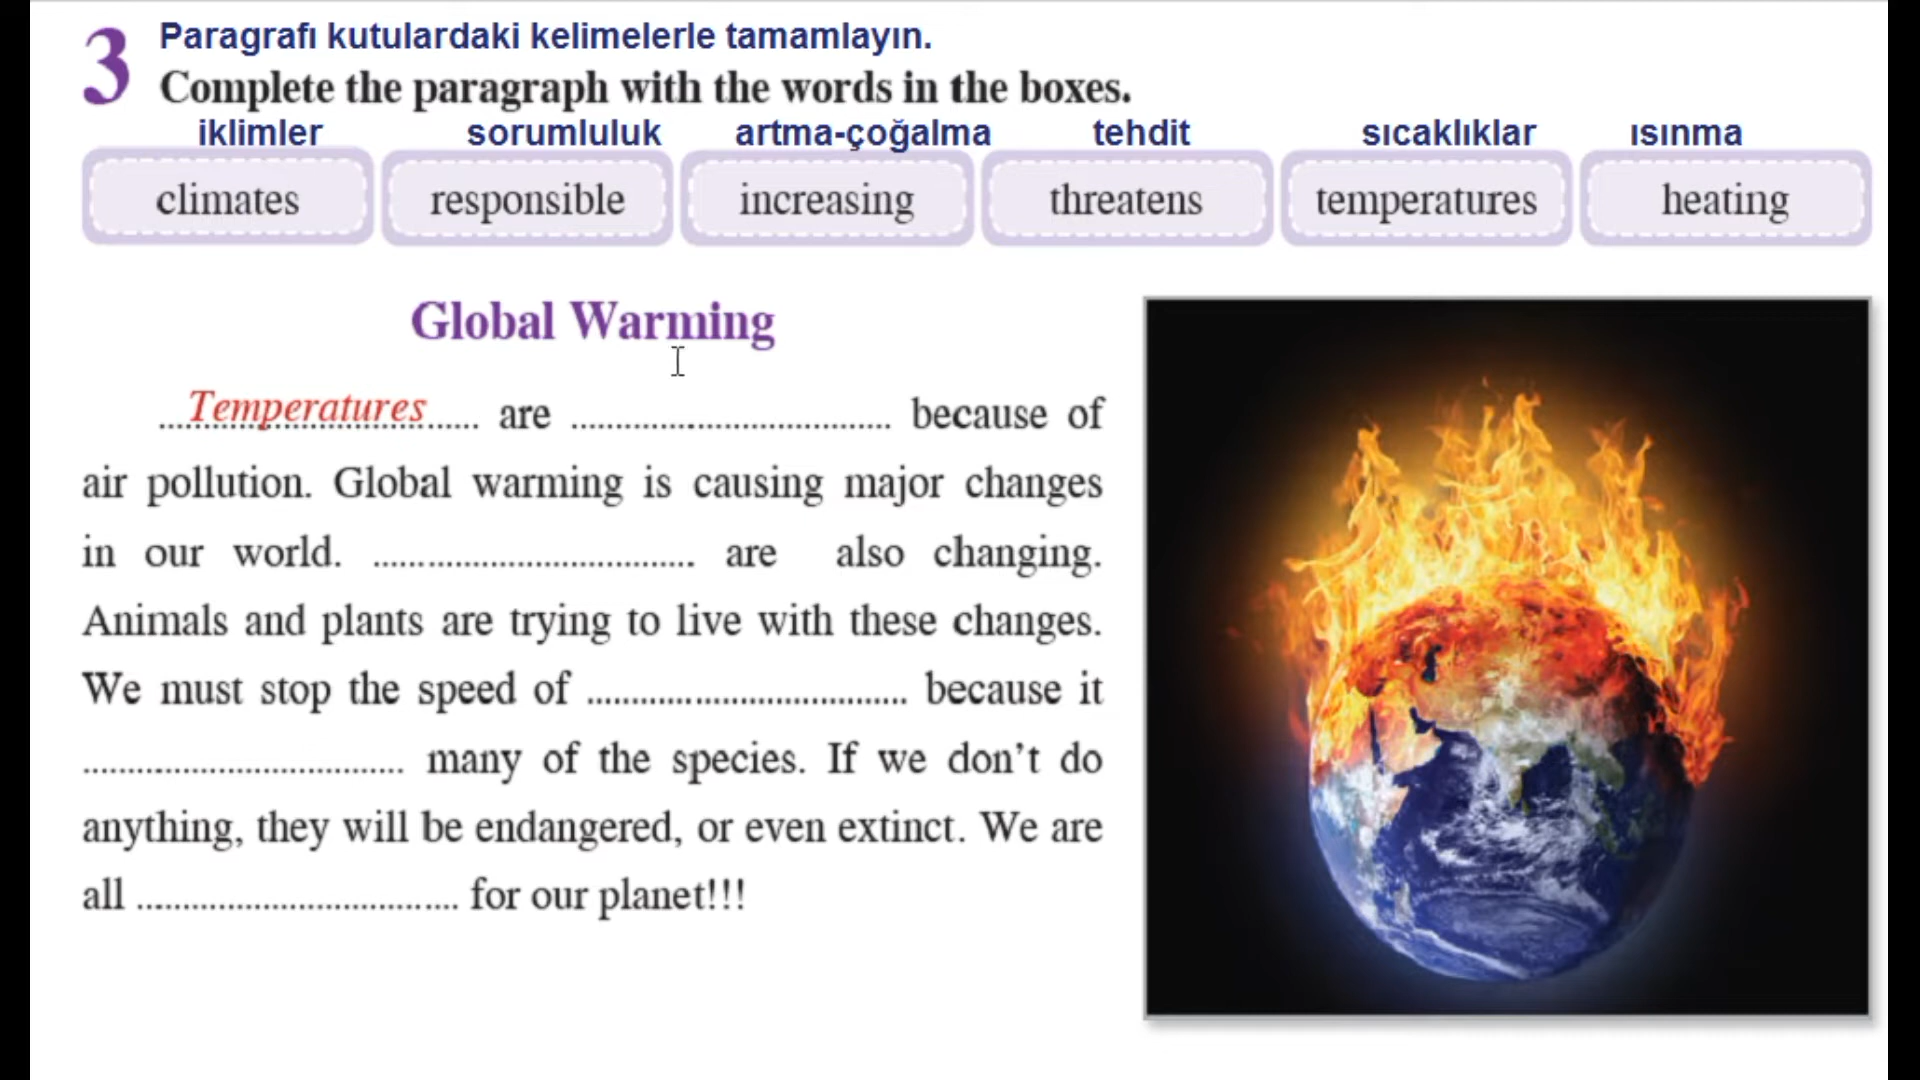 3
Paragrafı kutulardaki kelimelerle tamamlayın.
Complete the paragraph with the words in the boxes.
iklimler sorumluluk artma-çoğalma tehdit sıcaklıklar ısınma
climates responsible increasing threatens temperatures heating
Global Warming
Temperatures are .................................... because of
air pollution. Global warming is causing major changes
in our world. .................................... are also changing.
Animals and plants are trying to live with these changes.
We must stop the speed of .................................... because it
.................................... many of the species. If we don’t do
anything, they will be endangered, or even extinct. We are
all .................................... for our planet!!!